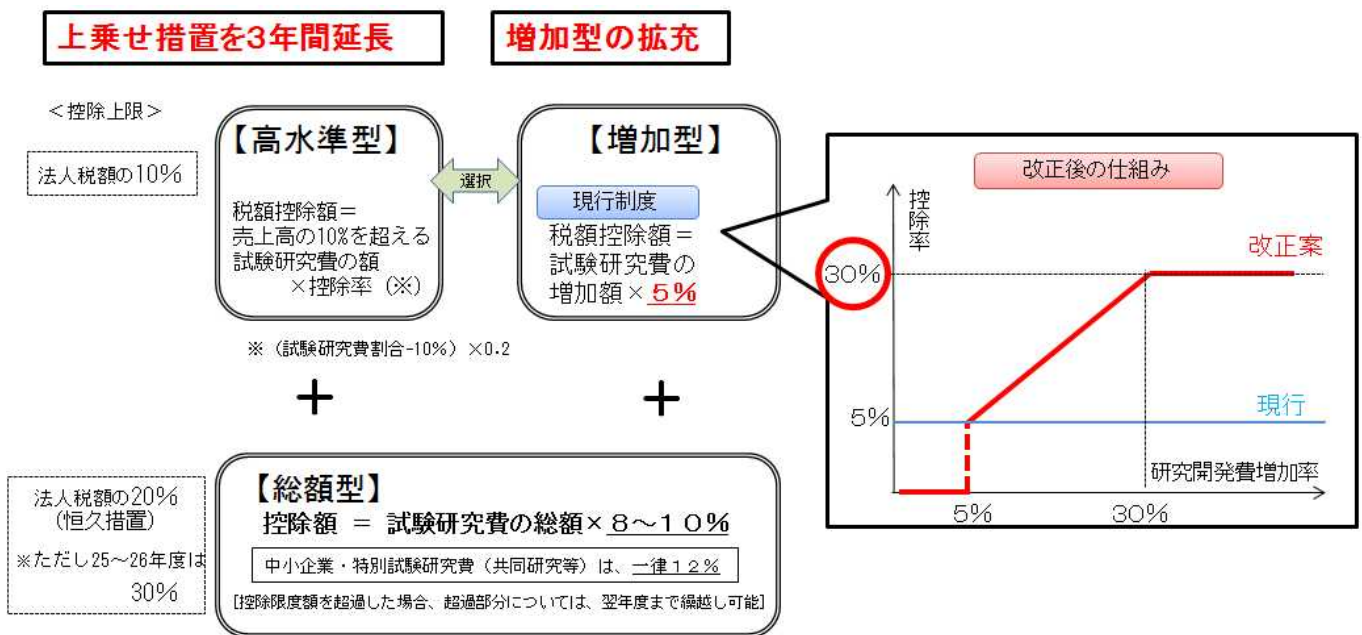 上乗せ措置を3年間延長
増加型の拡充
＜控除上限＞
法人税額の10%
【高水準型】
税額控除額＝
売上高の10%を超える
試験研究費の額
×控除率（※）
選択
【増加型】
現行制度
税額控除額＝
試験研究費の
増加額×5%
※（試験研究費割合-10%）×0.2
＋
＋
改正後の仕組み
控除率
改正案
30%
現行
5%
研究開発費増加率
5%
30%
法人税額の20%
(恒久措置)
※ただし25～26年度は
30%
【総額型】
控除額 ＝ 試験研究費の総額×８～１０％
中小企業・特別試験研究費（共同研究等）は、一律１２％
[控除限度額を超過した場合、超過部分については、翌年度まで繰越し可能]